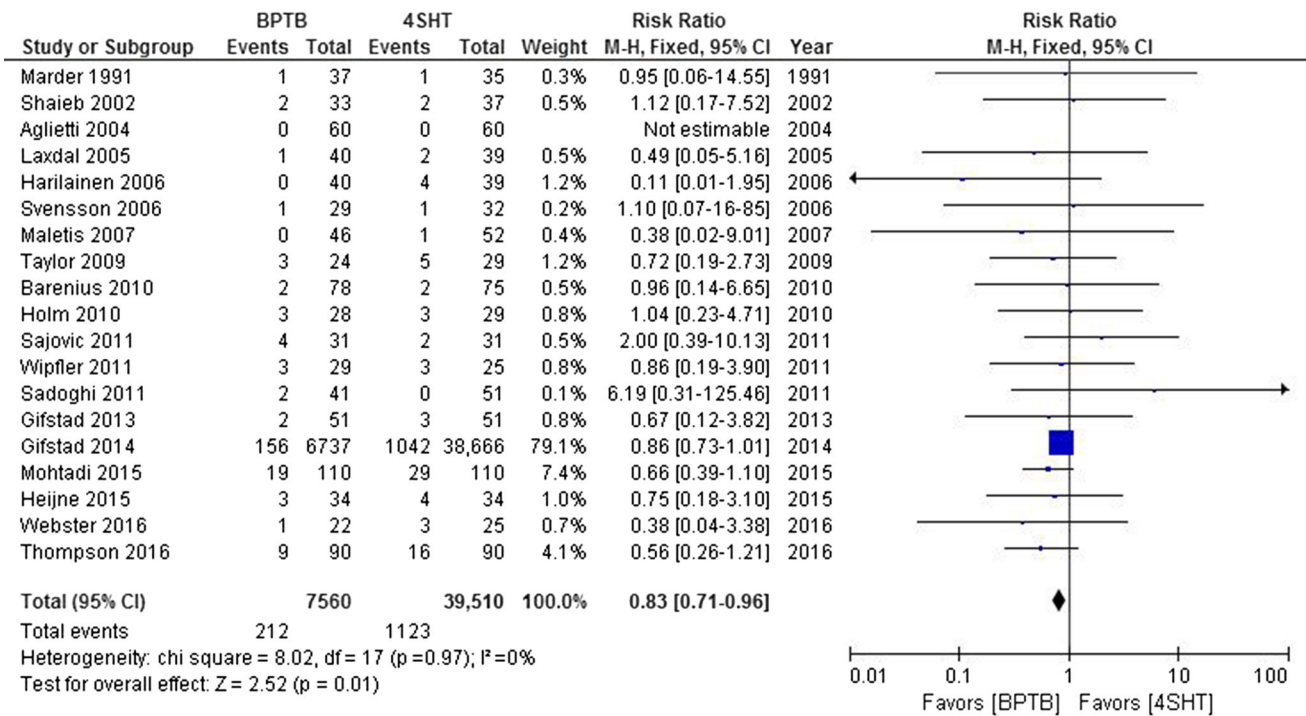 BPTB 4SHT Risk Ratio Risk Ratio
Study or Subgroup Events Total Events Total Weight M-H, Fixed, 95% CI Year M-H, Fixed, 95% CI
Marder 1991 1 37 1 35 0.3% 0.95 [0.06-14.55] 1991
Shaieb 2002 2 33 2 37 0.5% 1.12 [0.17-7.52] 2002
Aglietti 2004 0 60 0 60 Not estimable 2004
Laxdal 2005 1 40 2 39 0.5% 0.49 [0.05-5.16] 2005
Harilainen 2006 0 40 4 39 1.2% 0.11 [0.01-1.95] 2006
Svensson 2006 1 29 1 32 0.2% 1.10 [0.07-16-85] 2006
Maletis 2007 0 46 1 52 0.4% 0.38 [0.02-9.01] 2007
Taylor 2009 3 24 5 29 1.2% 0.72 [0.19-2.73] 2009
Barenius 2010 2 78 2 75 0.5% 0.96 [0.14-6.65] 2010
Holm 2010 3 28 3 29 0.8% 1.04 [0.23-4.71] 2010
Sajovic 2011 4 31 2 31 0.5% 2.00 [0.39-10.13] 2011
Wipfler 2011 3 29 3 25 0.8% 0.86 [0.19-3.90] 2011
Sadoghi 2011 2 41 0 51 0.1% 6.19 [0.31-125.46] 2011
Gifstad 2013 2 51 3 51 0.8% 0.67 [0.12-3.82] 2013
Gifstad 2014 156 6737 1042 38,666 79.1% 0.86 [0.73-1.01] 2014
Mohtadi 2015 19 110 29 110 7.4% 0.66 [0.39-1.10] 2015
Heijne 2015 3 34 4 34 1.0% 0.75 [0.18-3.10] 2015
Webster 2016 1 22 3 25 0.7% 0.38 [0.04-3.38] 2016
Thompson 2016 9 90 16 90 4.1% 0.56 [0.26-1.21] 2016
Total (95% CI) 7560 39,510 100.0% 0.83 [0.71-0.96]
Total events 212 1123
Heterogeneity: chi square = 8.02, df = 17 (p =0.97); I² =0%
Test for overall effect: Z = 2.52 (p = 0.01)
0.01 0.1 1 10 100
Favors [BPTB] Favors [4SHT]